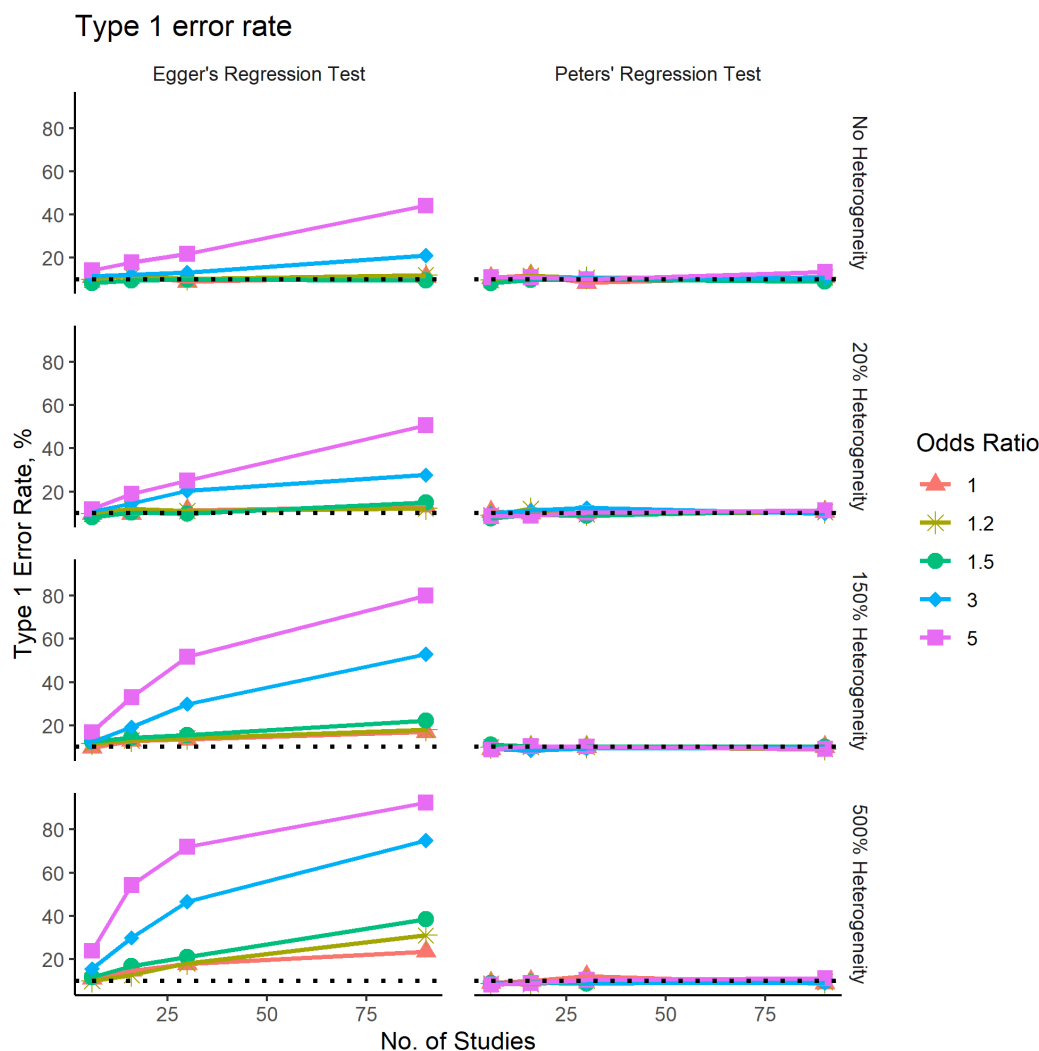 Type 1 error rate
Egger's Regression Test
Peters' Regression Test
80
60
40
20
No Heterogeneity
80
60
40
20
20% Heterogeneity
80
60
40
20
150% Heterogeneity
80
60
40
20
500% Heterogeneity
Type 1 Error Rate, %
25
50
75
25
50
75
No. of Studies
Odds Ratio
1
1.2
1.5
3
5